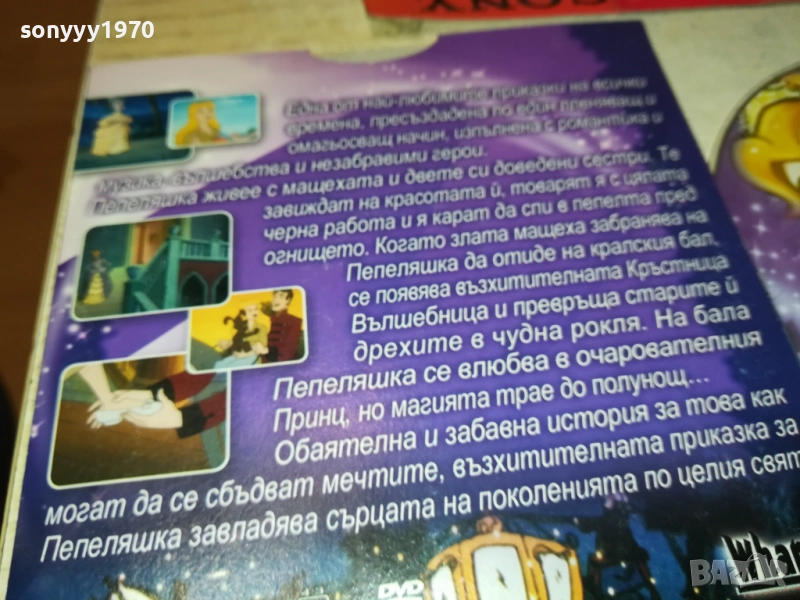 sonyyy1970
SONY
Една от най-любимите приказки на всички
времена, пресъздадена по един пленяващ и
омагьосващ начин, изпълнена с романтика и
музика, вълшебства и незабравими герои.
Пепеляшка живее с мащехата и двете си доведени сестри. Те
завиждат на красотата ѝ, товарят я с цялата
черна работа и я карат да спи в пепелта пред
огнището. Когато злата мащеха забранява на
Пепеляшка да отиде на кралския бал,
се появява възхитителната Кръстница
Вълшебница и превръща старите ѝ
дрехите в чудна рокля. На бала
Пепеляшка се влюбва в очарователния
Принц, но магията трае до полунощ...
Обаятелна и забавна история за това как
могат да се сбъдват мечтите, възхитителната приказка за
Пепеляшка завладява сърцата на поколенията по целия свят
DVD
BAZAR